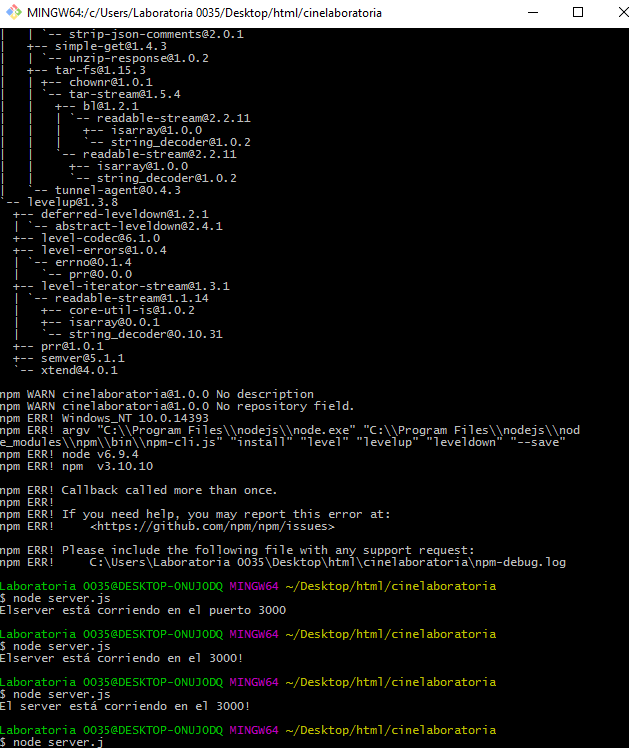 MINGW64:/c/Users/Laboratoria 0035/Desktop/html/cinelaboratoria
|   | `-- strip-json-comments@2.0.1
|   +-- simple-get@1.4.3
|   | `-- unzip-response@1.0.2
|   +-- tar-fs@1.15.3
|   | +-- chownr@1.0.1
|   | `-- tar-stream@1.5.4
|   |   +-- bl@1.2.1
|   |   | `-- readable-stream@2.2.11
|   |   |   +-- isarray@1.0.0
|   |   |   `-- string_decoder@1.0.2
|   |   `-- readable-stream@2.2.11
|   |     +-- isarray@1.0.0
|   |     `-- string_decoder@1.0.2
|   `-- tunnel-agent@0.4.3
`-- levelup@1.3.8
  +-- deferred-leveldown@1.2.1
  | `-- abstract-leveldown@2.4.1
  +-- level-codec@6.1.0
  +-- level-errors@1.0.4
  | `-- errno@0.1.4
  |   `-- prr@0.0.0
  +-- level-iterator-stream@1.3.1
  | `-- readable-stream@1.1.14
  |   +-- core-util-is@1.0.2
  |   +-- isarray@0.0.1
  |   `-- string_decoder@0.10.31
  +-- prr@1.0.1
  +-- semver@5.1.1
  `-- xtend@4.0.1
npm WARN cinelaboratoria@1.0.0 No description
npm WARN cinelaboratoria@1.0.0 No repository field.
npm ERR! Windows_NT 10.0.14393
npm ERR! argv "C:\\Program Files\\nodejs\\node.exe" "C:\\Program Files\\nodejs\\nod
e_modules\\npm\\bin\\npm-cli.js" "install" "level" "levelup" "leveldown" "--save"
npm ERR! node v6.9.4
npm ERR! npm  v3.10.10
npm ERR! Callback called more than once.
npm ERR!
npm ERR! If you need help, you may report this error at:
npm ERR!     <https://github.com/npm/npm/issues>
npm ERR! Please include the following file with any support request:
npm ERR!     C:\Users\Laboratoria 0035\Desktop\html\cinelaboratoria\npm-debug.log
Laboratoria 0035@DESKTOP-0NUJODQ MINGW64 ~/Desktop/html/cinelaboratoria
$ node server.js
Elserver está corriendo en el puerto 3000
Laboratoria 0035@DESKTOP-0NUJODQ MINGW64 ~/Desktop/html/cinelaboratoria
$ node server.js
Elserver está corriendo en el 3000!
Laboratoria 0035@DESKTOP-0NUJODQ MINGW64 ~/Desktop/html/cinelaboratoria
$ node server.js
El server está corriendo en el 3000!
Laboratoria 0035@DESKTOP-0NUJODQ MINGW64 ~/Desktop/html/cinelaboratoria
$ node server.j